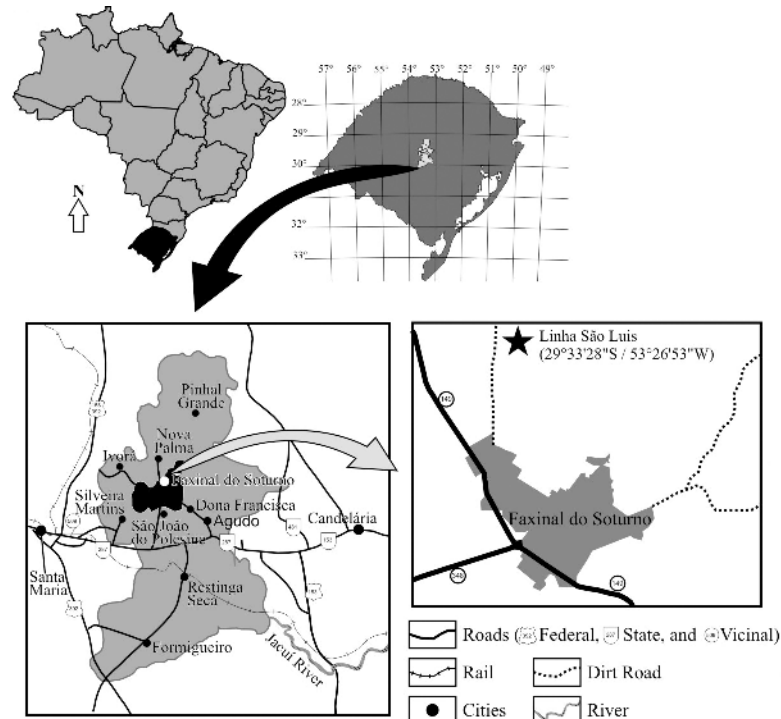 57° 56° 55° 54° 53° 52° 51° 50° 49°
28°
29°
30°
32°
33°
N
Linha São Luis
(29°33'28"S / 53°26'53"W)
Pinhal
Grande
Nova
Palma
Ivorá
Faxinal do Soturno
Silveira
Martins
Dona Francisca
Agudo
São João
do Polesine
Candelária
Santa
Maria
Restinga
Seca
Formigueiro
Jacuí River
Faxinal do Soturno
149
348
149
Roads (Federal, State, and Vicinal)
Rail
Dirt Road
Cities
River